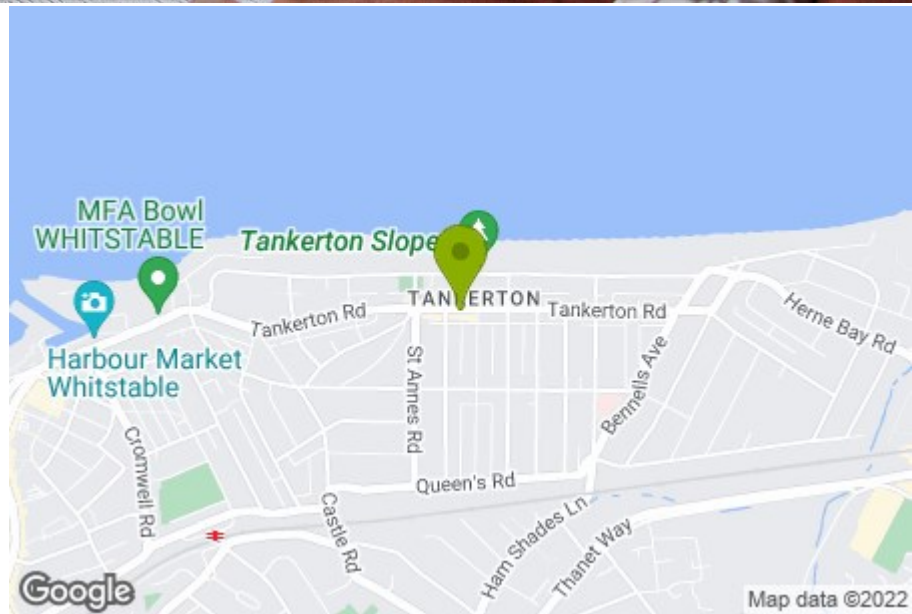 MFA Bowl
WHITSTABLE
Tankerton Slope
TANKERTON
Tankerton Rd
Tankerton Rd
Herne Bay Rd
Harbour Market
Whitstable
St Annes Rd
Bennells Ave
Cromwell Rd
Queen's Rd
Castle Rd
Ham Shades Ln
Thanet Way
Google
Map data ©2022